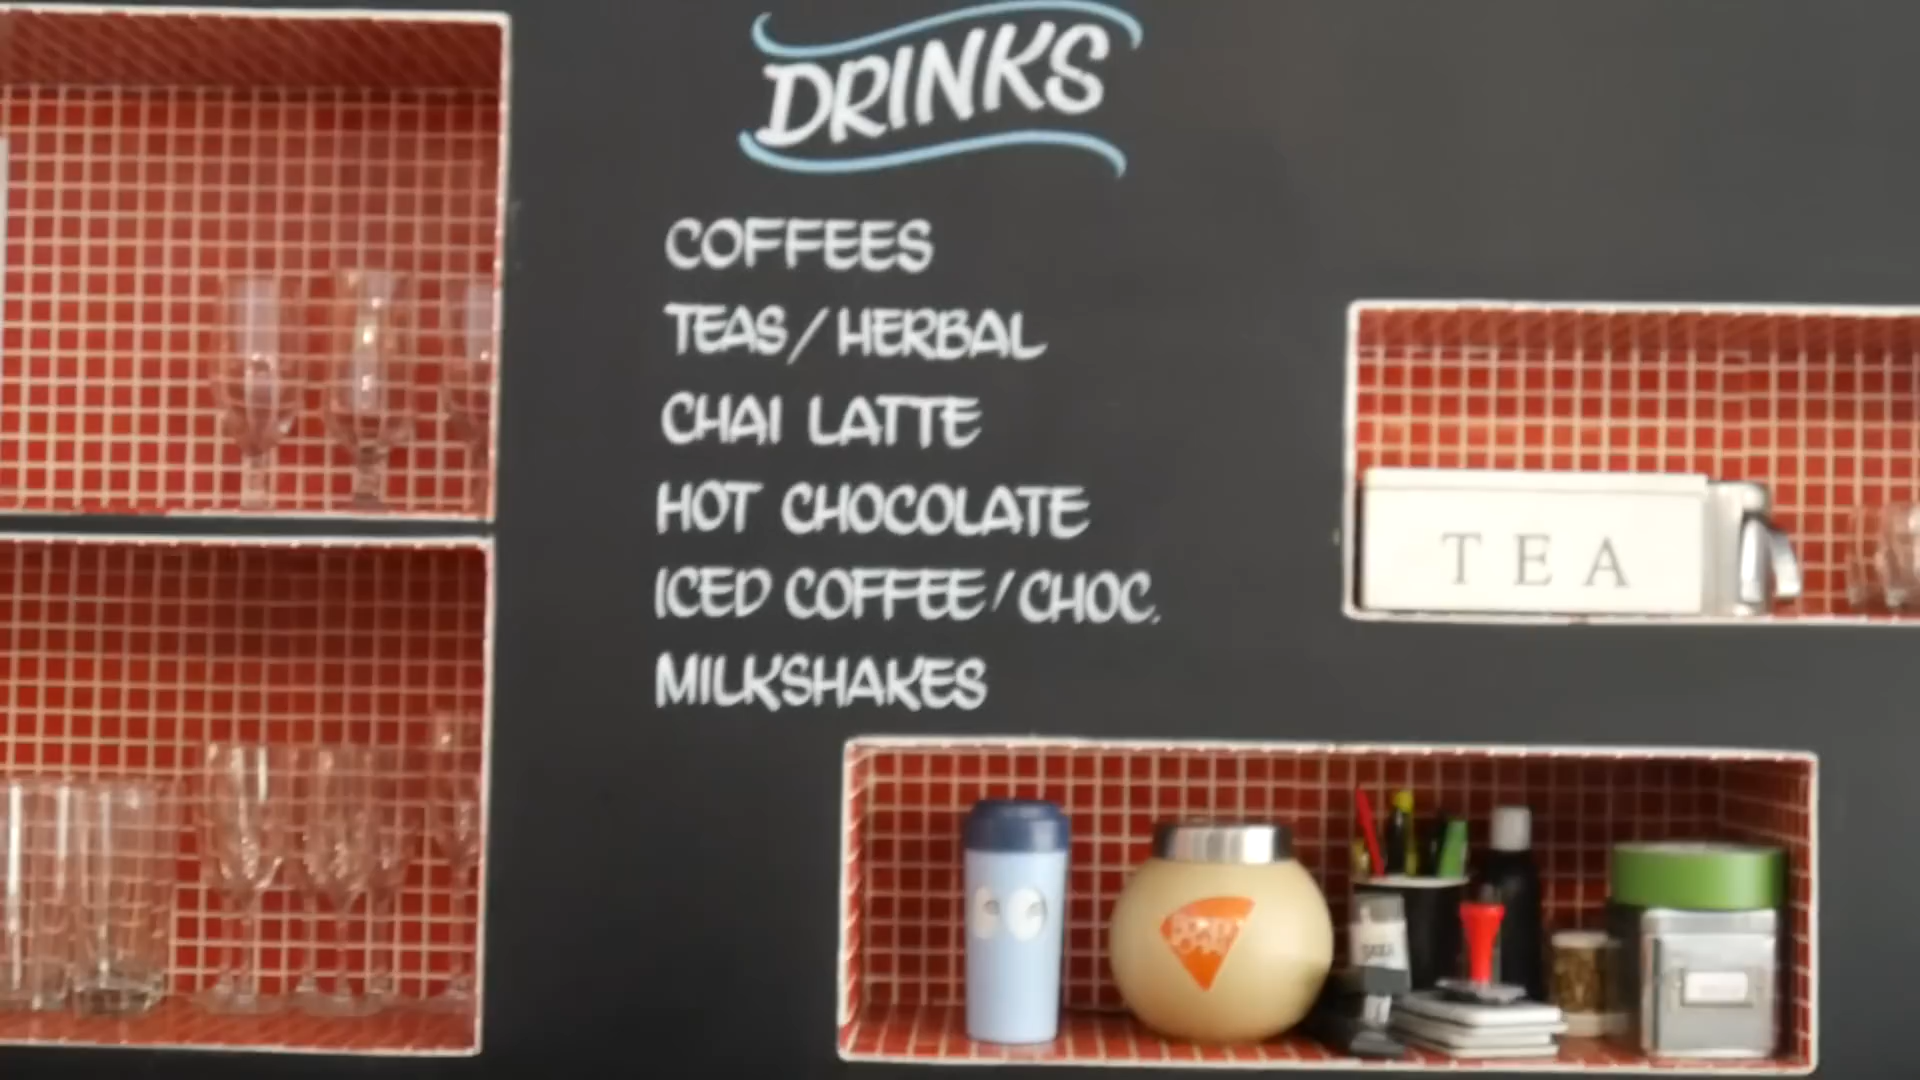 DRINKS
COFFEES
TEAS/HERBAL
CHAI LATTE
HOT CHOCOLATE
ICED COFFEE/CHOC.
MILKSHAKES
TEA